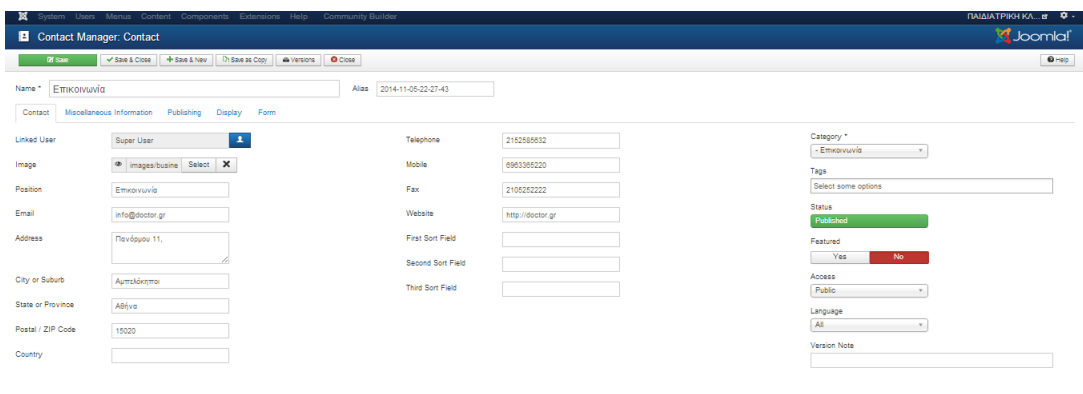 System Users Menus Content Components Extensions Help Community Builder ΠΑΙΔΙΑΤΡΙΚΗ ΚΛ...
Contact Manager: Contact Joomla!
Save Save & Close Save & New Save as Copy Versions Close Help
Name * Επικοινωνία Alias 2014-11-05-22-27-43
Contact Miscellaneous Information Publishing Display Form
Linked User Super User
Image images/busine Select
Position Επικοινωνία
Email info@doctor.gr
Address Πανόρμου 11,
City or Suburb Αμπελόκηποι
State or Province Αθήνα
Postal / ZIP Code 15020
Country
Telephone 2152585632
Mobile 6963365220
Fax 2105252222
Website http://doctor.gr
First Sort Field
Second Sort Field
Third Sort Field
Category *
- Επικοινωνία
Tags
Select some options
Status
Published
Featured
Yes No
Access
Public
Language
All
Version Note